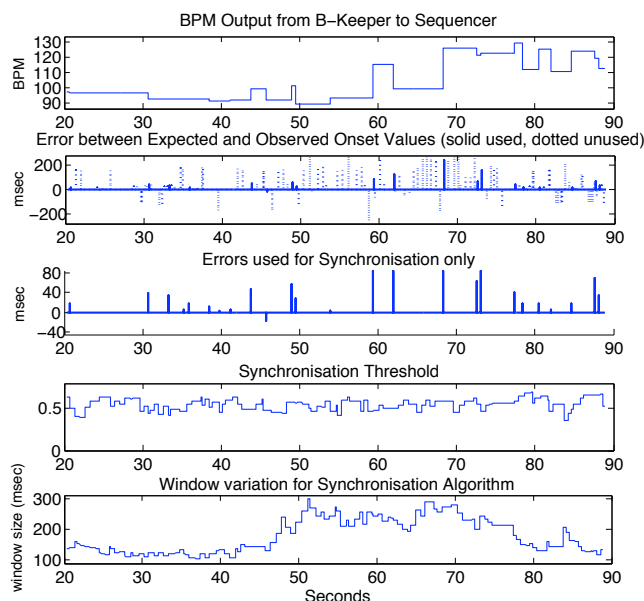 BPM Output from B−Keeper to Sequencer
BPM
130
120
110
100
90
20 30 40 50 60 70 80 90
Error between Expected and Observed Onset Values (solid used, dotted unused)
msec
200
0
−200
20 30 40 50 60 70 80 90
Errors used for Synchronisation only
msec
80
40
0
−40
20 30 40 50 60 70 80 90
Synchronisation Threshold
0.5
0
20 30 40 50 60 70 80 90
Window variation for Synchronisation Algorithm
window size (msec)
300
200
100
20 30 40 50 60 70 80 90
Seconds